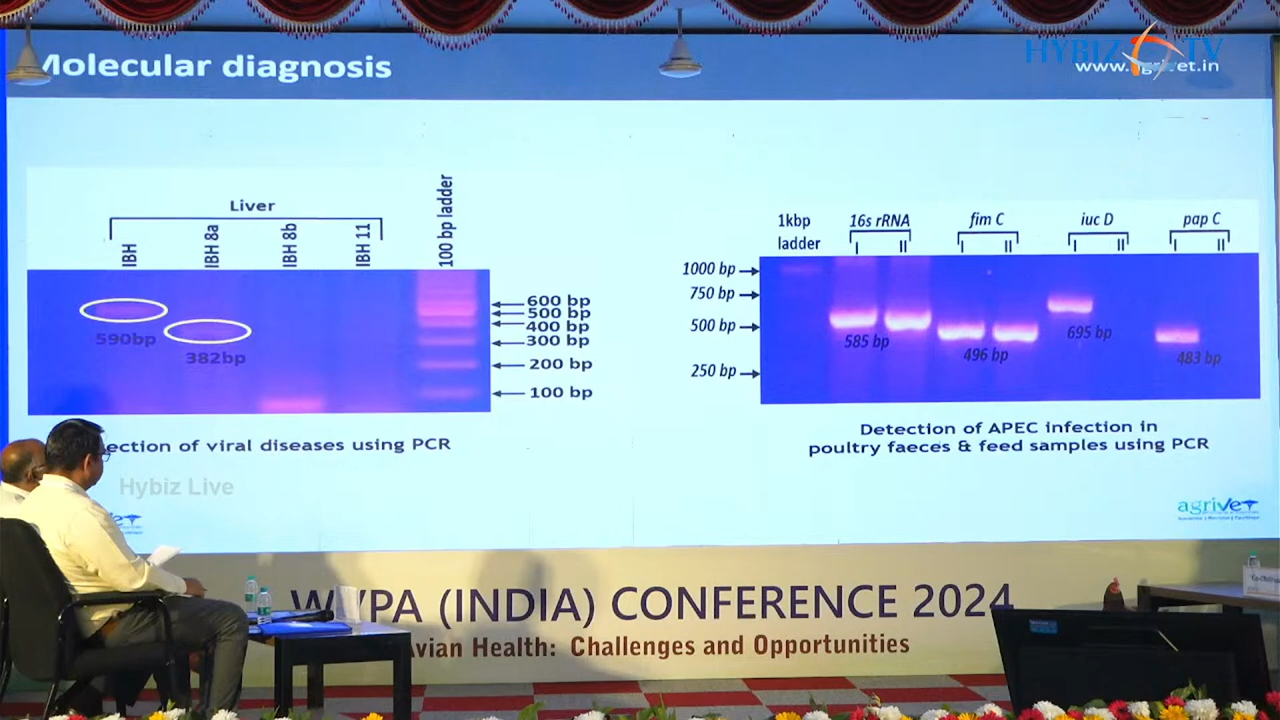 Molecular diagnosis
HYBIZ TV
www.agrivet.in
Liver
IBH
IBH 8a
IBH 8b
IBH 11
100 bp ladder
590bp
382bp
600 bp
500 bp
400 bp
300 bp
200 bp
100 bp
ection of viral diseases using PCR
1kbp
ladder
16s rRNA
fim C
iuc D
pap C
I II I II I II I II
1000 bp
750 bp
500 bp
250 bp
585 bp
496 bp
695 bp
483 bp
Detection of APEC infection in
poultry faeces & feed samples using PCR
Hybiz Live
agrivet
PA (INDIA) CONFERENCE 2024
Avian Health: Challenges and Opportunities